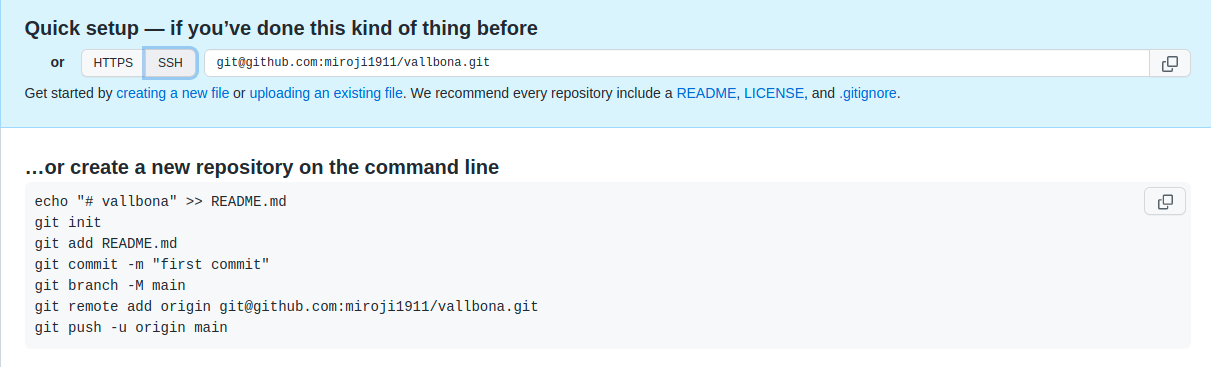 Quick setup — if you’ve done this kind of thing before
or HTTPS SSH git@github.com:miroji1911/vallbona.git
Get started by creating a new file or uploading an existing file. We recommend every repository include a README, LICENSE, and .gitignore.
…or create a new repository on the command line
echo "# vallbona" >> README.md
git init
git add README.md
git commit -m "first commit"
git branch -M main
git remote add origin git@github.com:miroji1911/vallbona.git
git push -u origin main